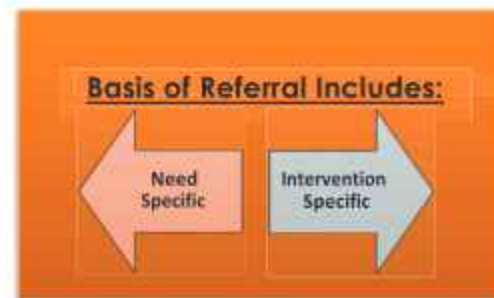 Basis of Referral Includes:
Need
Specific
Intervention
Specific